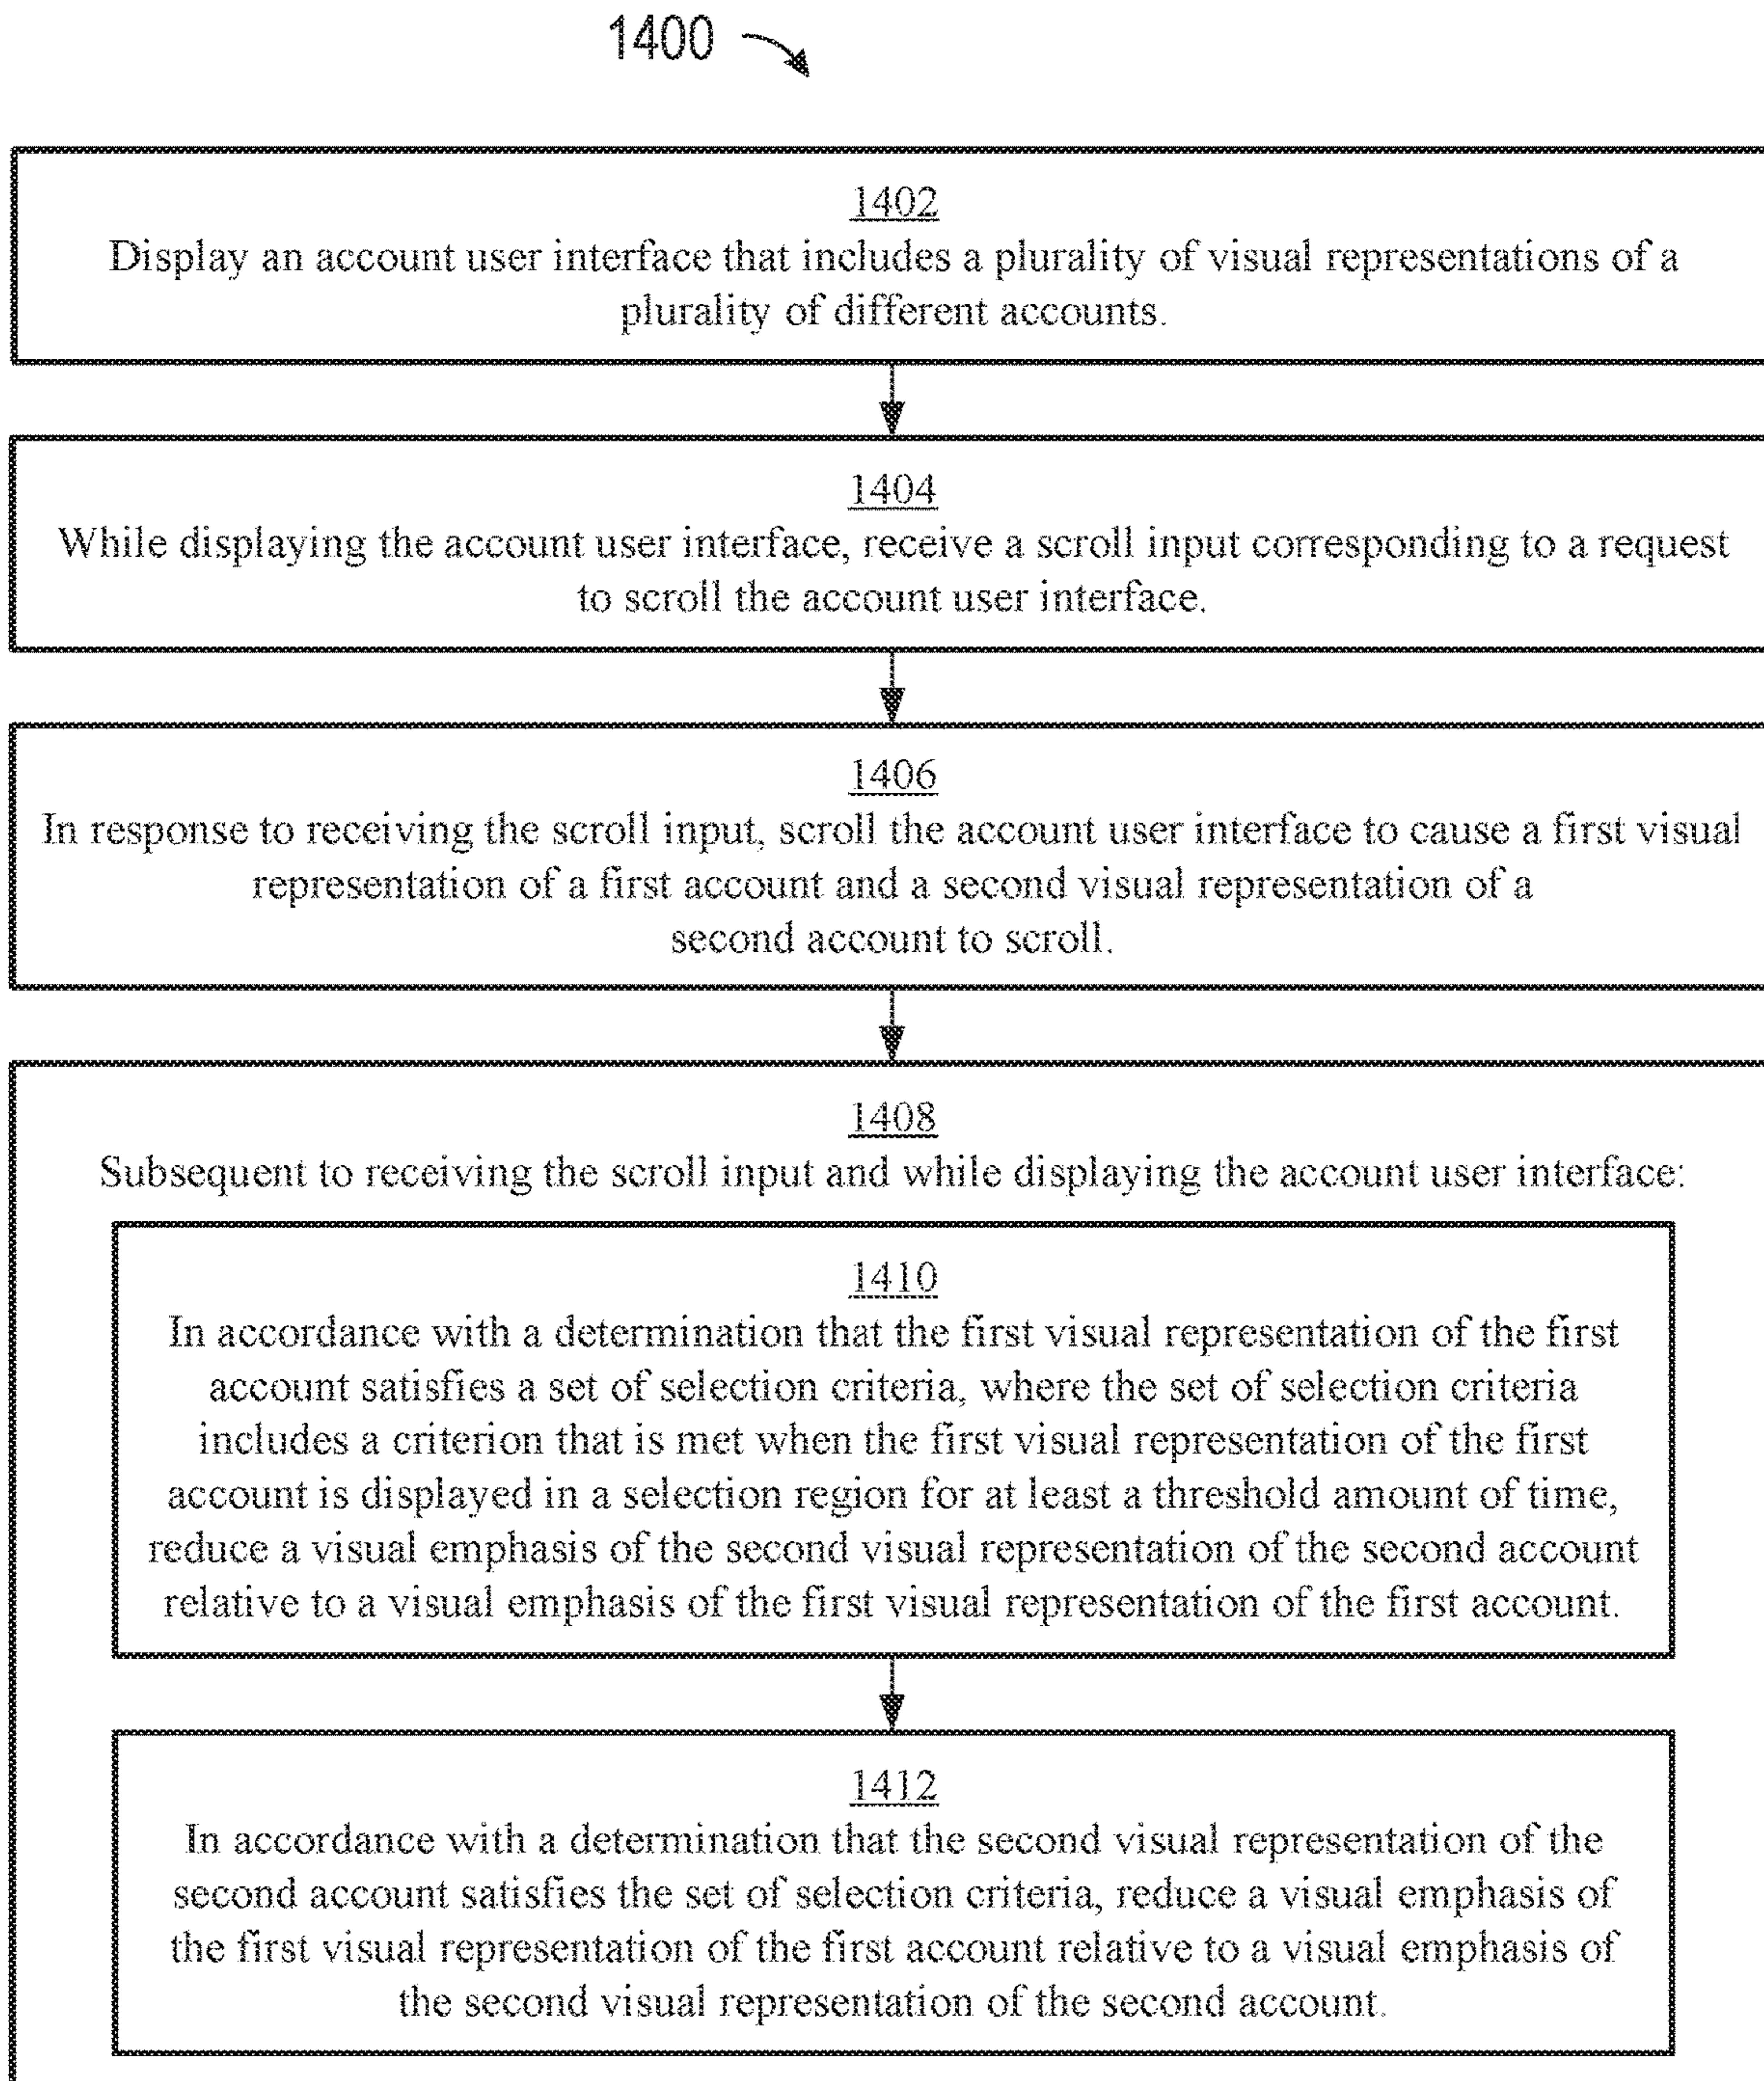 1400
1402
Display an account user interface that includes a plurality of visual representations of a
plurality of different accounts.
1404
While displaying the account user interface, receive a scroll input corresponding to a request
to scroll the account user interface.
1406
In response to receiving the scroll input, scroll the account user interface to cause a first visual
representation of a first account and a second visual representation of a
second account to scroll.
1408
Subsequent to receiving the scroll input and while displaying the account user interface:
1410
In accordance with a determination that the first visual representation of the first
account satisfies a set of selection criteria, where the set of selection criteria
includes a criterion that is met when the first visual representation of the first
account is displayed in a selection region for at least a threshold amount of time,
reduce a visual emphasis of the second visual representation of the second account
relative to a visual emphasis of the first visual representation of the first account.
1412
In accordance with a determination that the second visual representation of the
second account satisfies the set of selection criteria, reduce a visual emphasis of
the first visual representation of the first account relative to a visual emphasis of
the second visual representation of the second account.